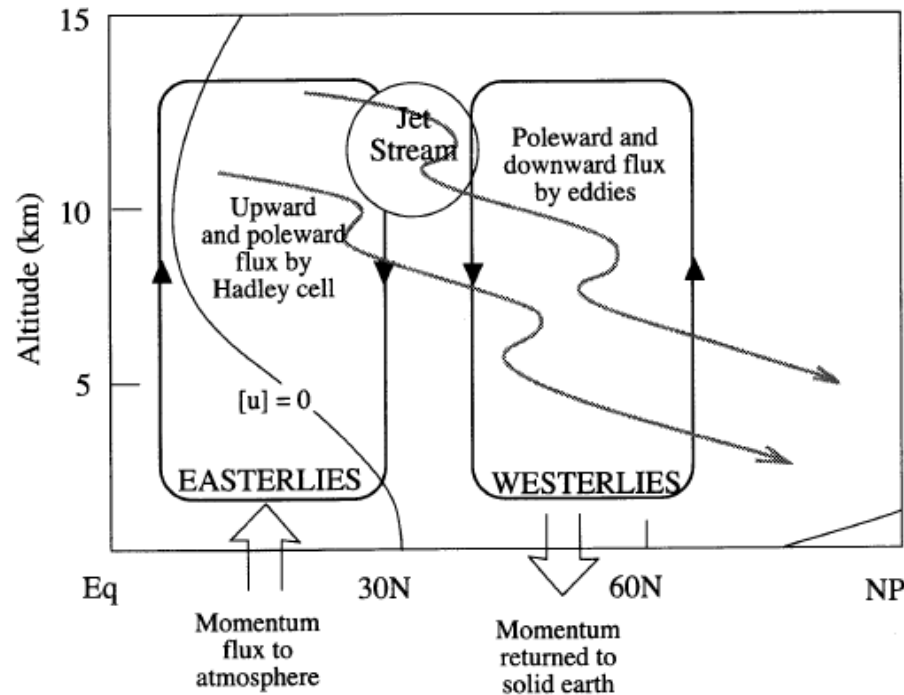 15
10
5
Altitude (km)
Jet
Stream
Poleward and
downward flux
by eddies
Upward
and poleward
flux by
Hadley cell
[u] = 0
EASTERLIES
WESTERLIES
Eq
30N
60N
NP
Momentum
flux to
atmosphere
Momentum
returned to
solid earth